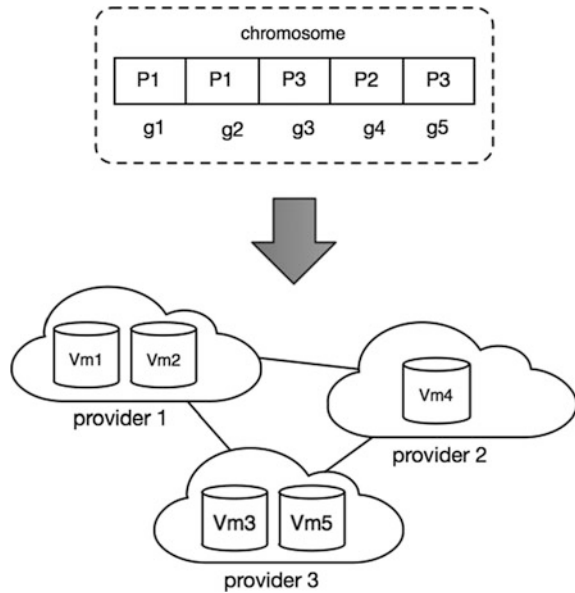 chromosome
P1 P1 P3 P2 P3
g1 g2 g3 g4 g5
Vm1 Vm2
provider 1
Vm4
provider 2
Vm3 Vm5
provider 3